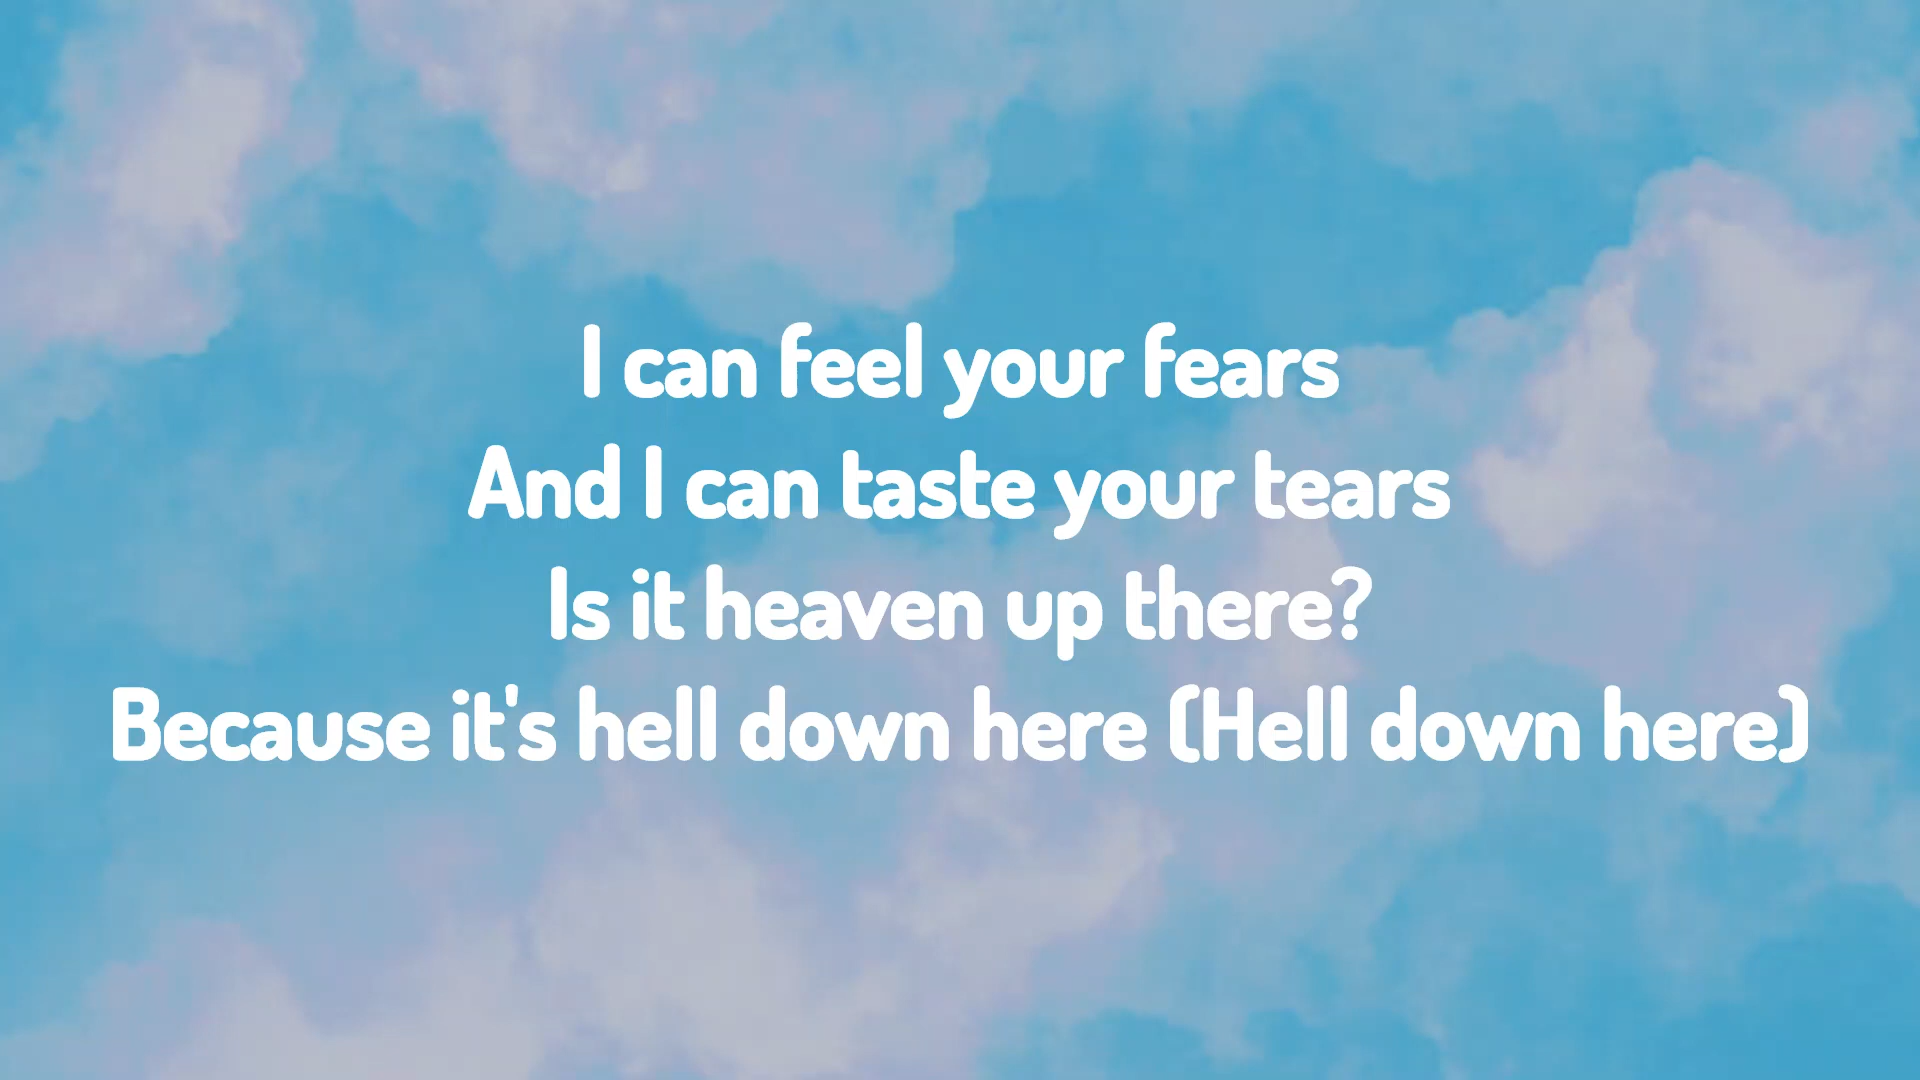 I can feel your fears
And I can taste your tears
Is it heaven up there?
Because it's hell down here (Hell down here)